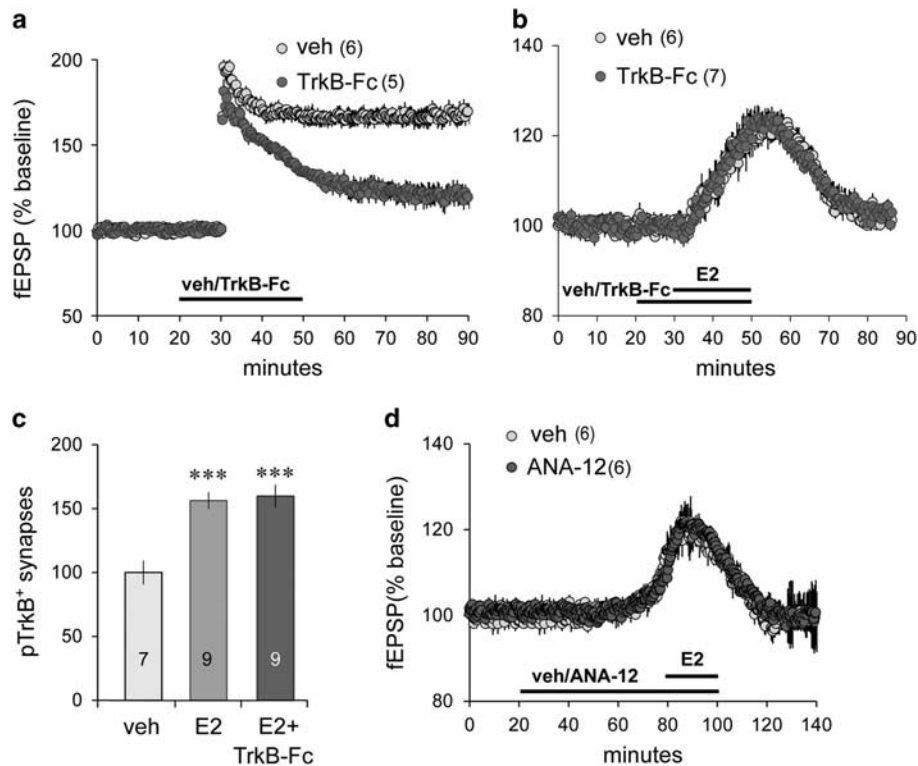 a
veh (6)
TrkB-Fc (5)
fEPSP (% baseline)
200
150
100
50
veh/TrkB-Fc
0 10 20 30 40 50 60 70 80 90
minutes
b
veh (6)
TrkB-Fc (7)
140
120
100
80
E2
veh/TrkB-Fc
0 10 20 30 40 50 60 70 80 90
minutes
c
pTrkB+ synapses
200
150
100
50
0
*** ***
7 9 9
veh E2 E2+
TrkB-Fc
d
veh (6)
ANA-12 (6)
fEPSP(% baseline)
140
120
100
80
E2
veh/ANA-12
0 20 40 60 80 100 120 140
minutes